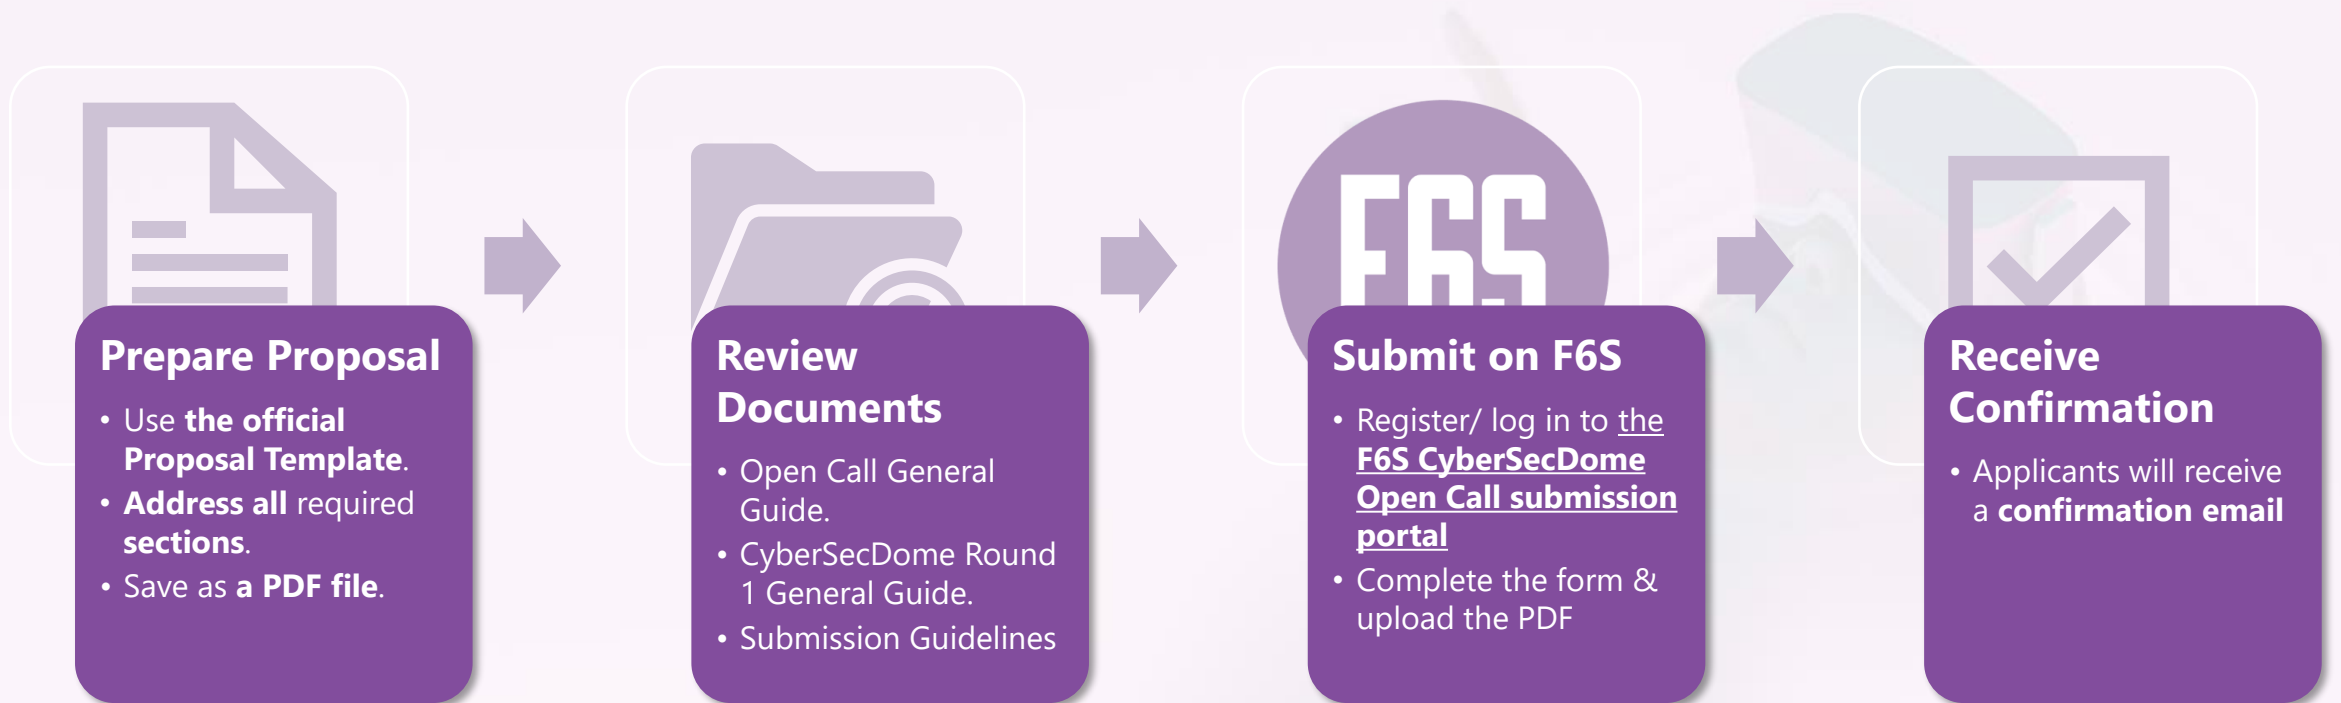 F6S
Prepare Proposal
• Use the official
Proposal Template.
• Address all required
sections.
• Save as a PDF file.
Review
Documents
• Open Call General
Guide.
• CyberSecDome Round
1 General Guide.
• Submission Guidelines
Submit on F6S
• Register/ log in to the
F6S CyberSecDome
Open Call submission
portal
• Complete the form &
upload the PDF
Receive
Confirmation
• Applicants will receive
a confirmation email